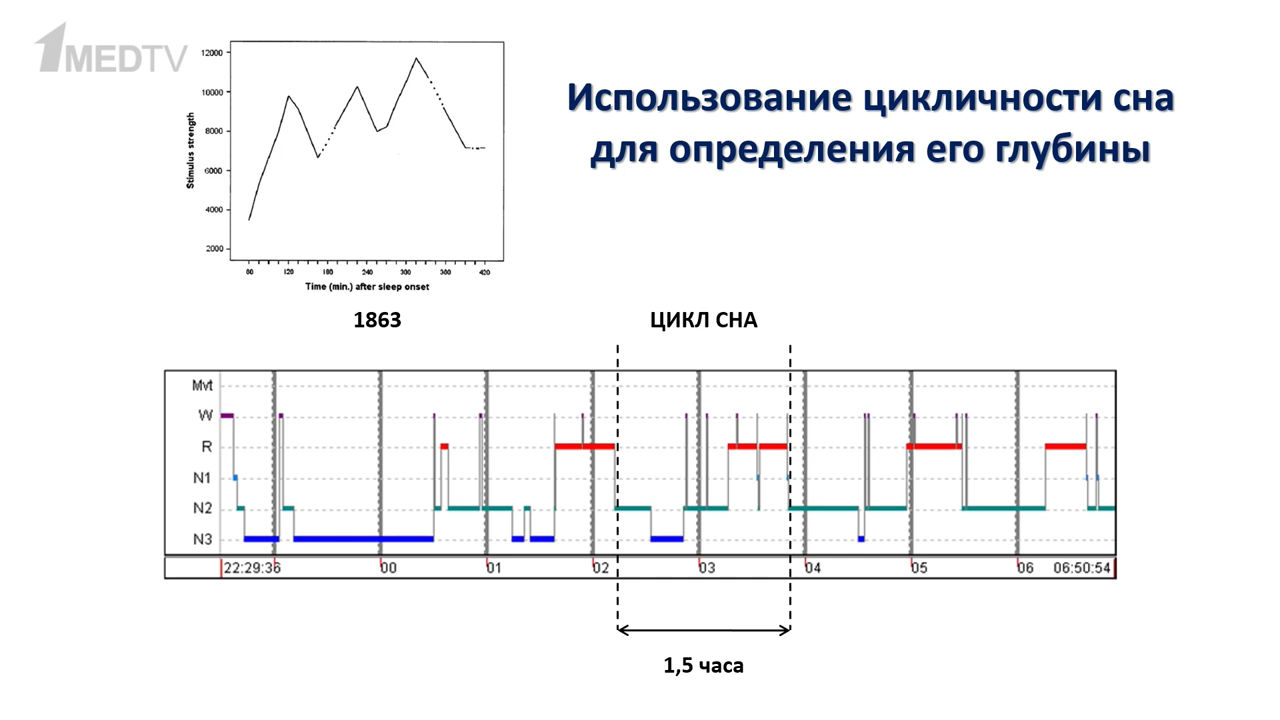 1MEDTV
Использование цикличности сна
для определения его глубины
12000
10000
8000
6000
4000
2000
Stimulus strength
60 120 180 240 300 360 420
Time (min.) after sleep onset
1863
ЦИКЛ СНА
Mvt
W
R
N1
N2
N3
22:29:36 00 01 02 03 04 05 06 06:50:54
1,5 часа